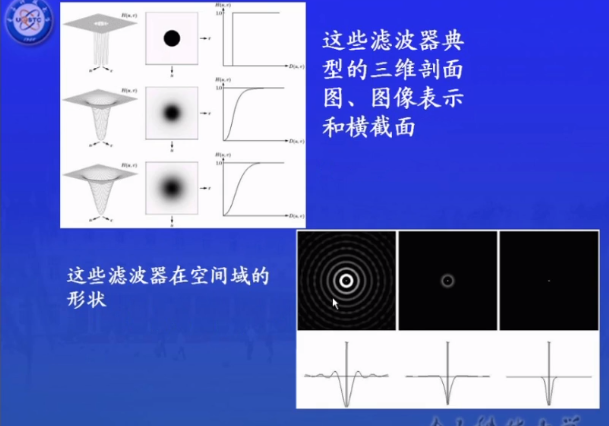 H(u, v)
H(u, v)
1.0
D(u, v)
u
v
v
u
H(u, v)
H(u, v)
1.0
D(u, v)
u
v
v
u
H(u, v)
H(u, v)
1.0
D(u, v)
u
v
v
u
这些滤波器典
型的三维剖面
图、图像表示
和横截面
这些滤波器在空间域的
形状